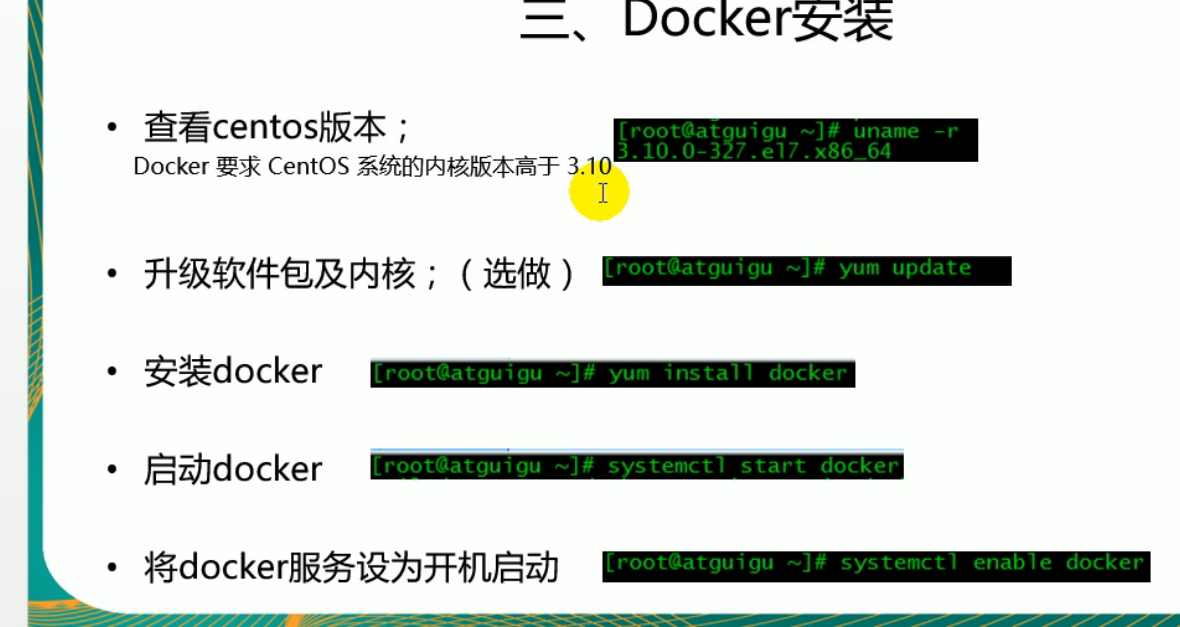 三、Docker安装
• 查看centos版本；
[root@atguigu ~]# uname -r
3.10.0-327.el7.x86_64
Docker 要求 CentOS 系统的内核版本高于 3.10
• 升级软件包及内核；（选做）
[root@atguigu ~]# yum update
• 安装docker
[root@atguigu ~]# yum install docker
• 启动docker
[root@atguigu ~]# systemctl start docker
• 将docker服务设为开机启动
[root@atguigu ~]# systemctl enable docker